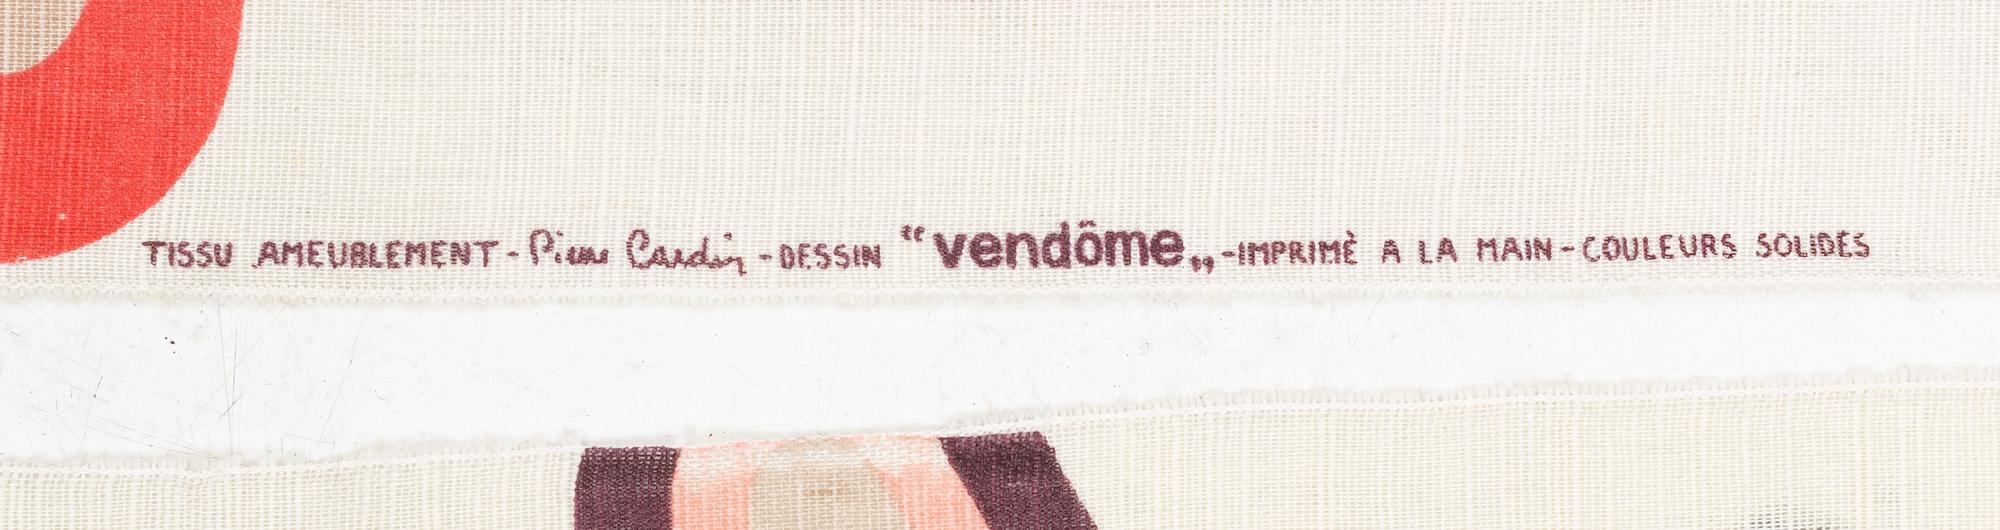 TISSU AMEUBLEMENT - Pierre Cardin - DESSIN “vendôme„ - IMPRIMÈ A LA MAIN - COULEURS SOLIDES